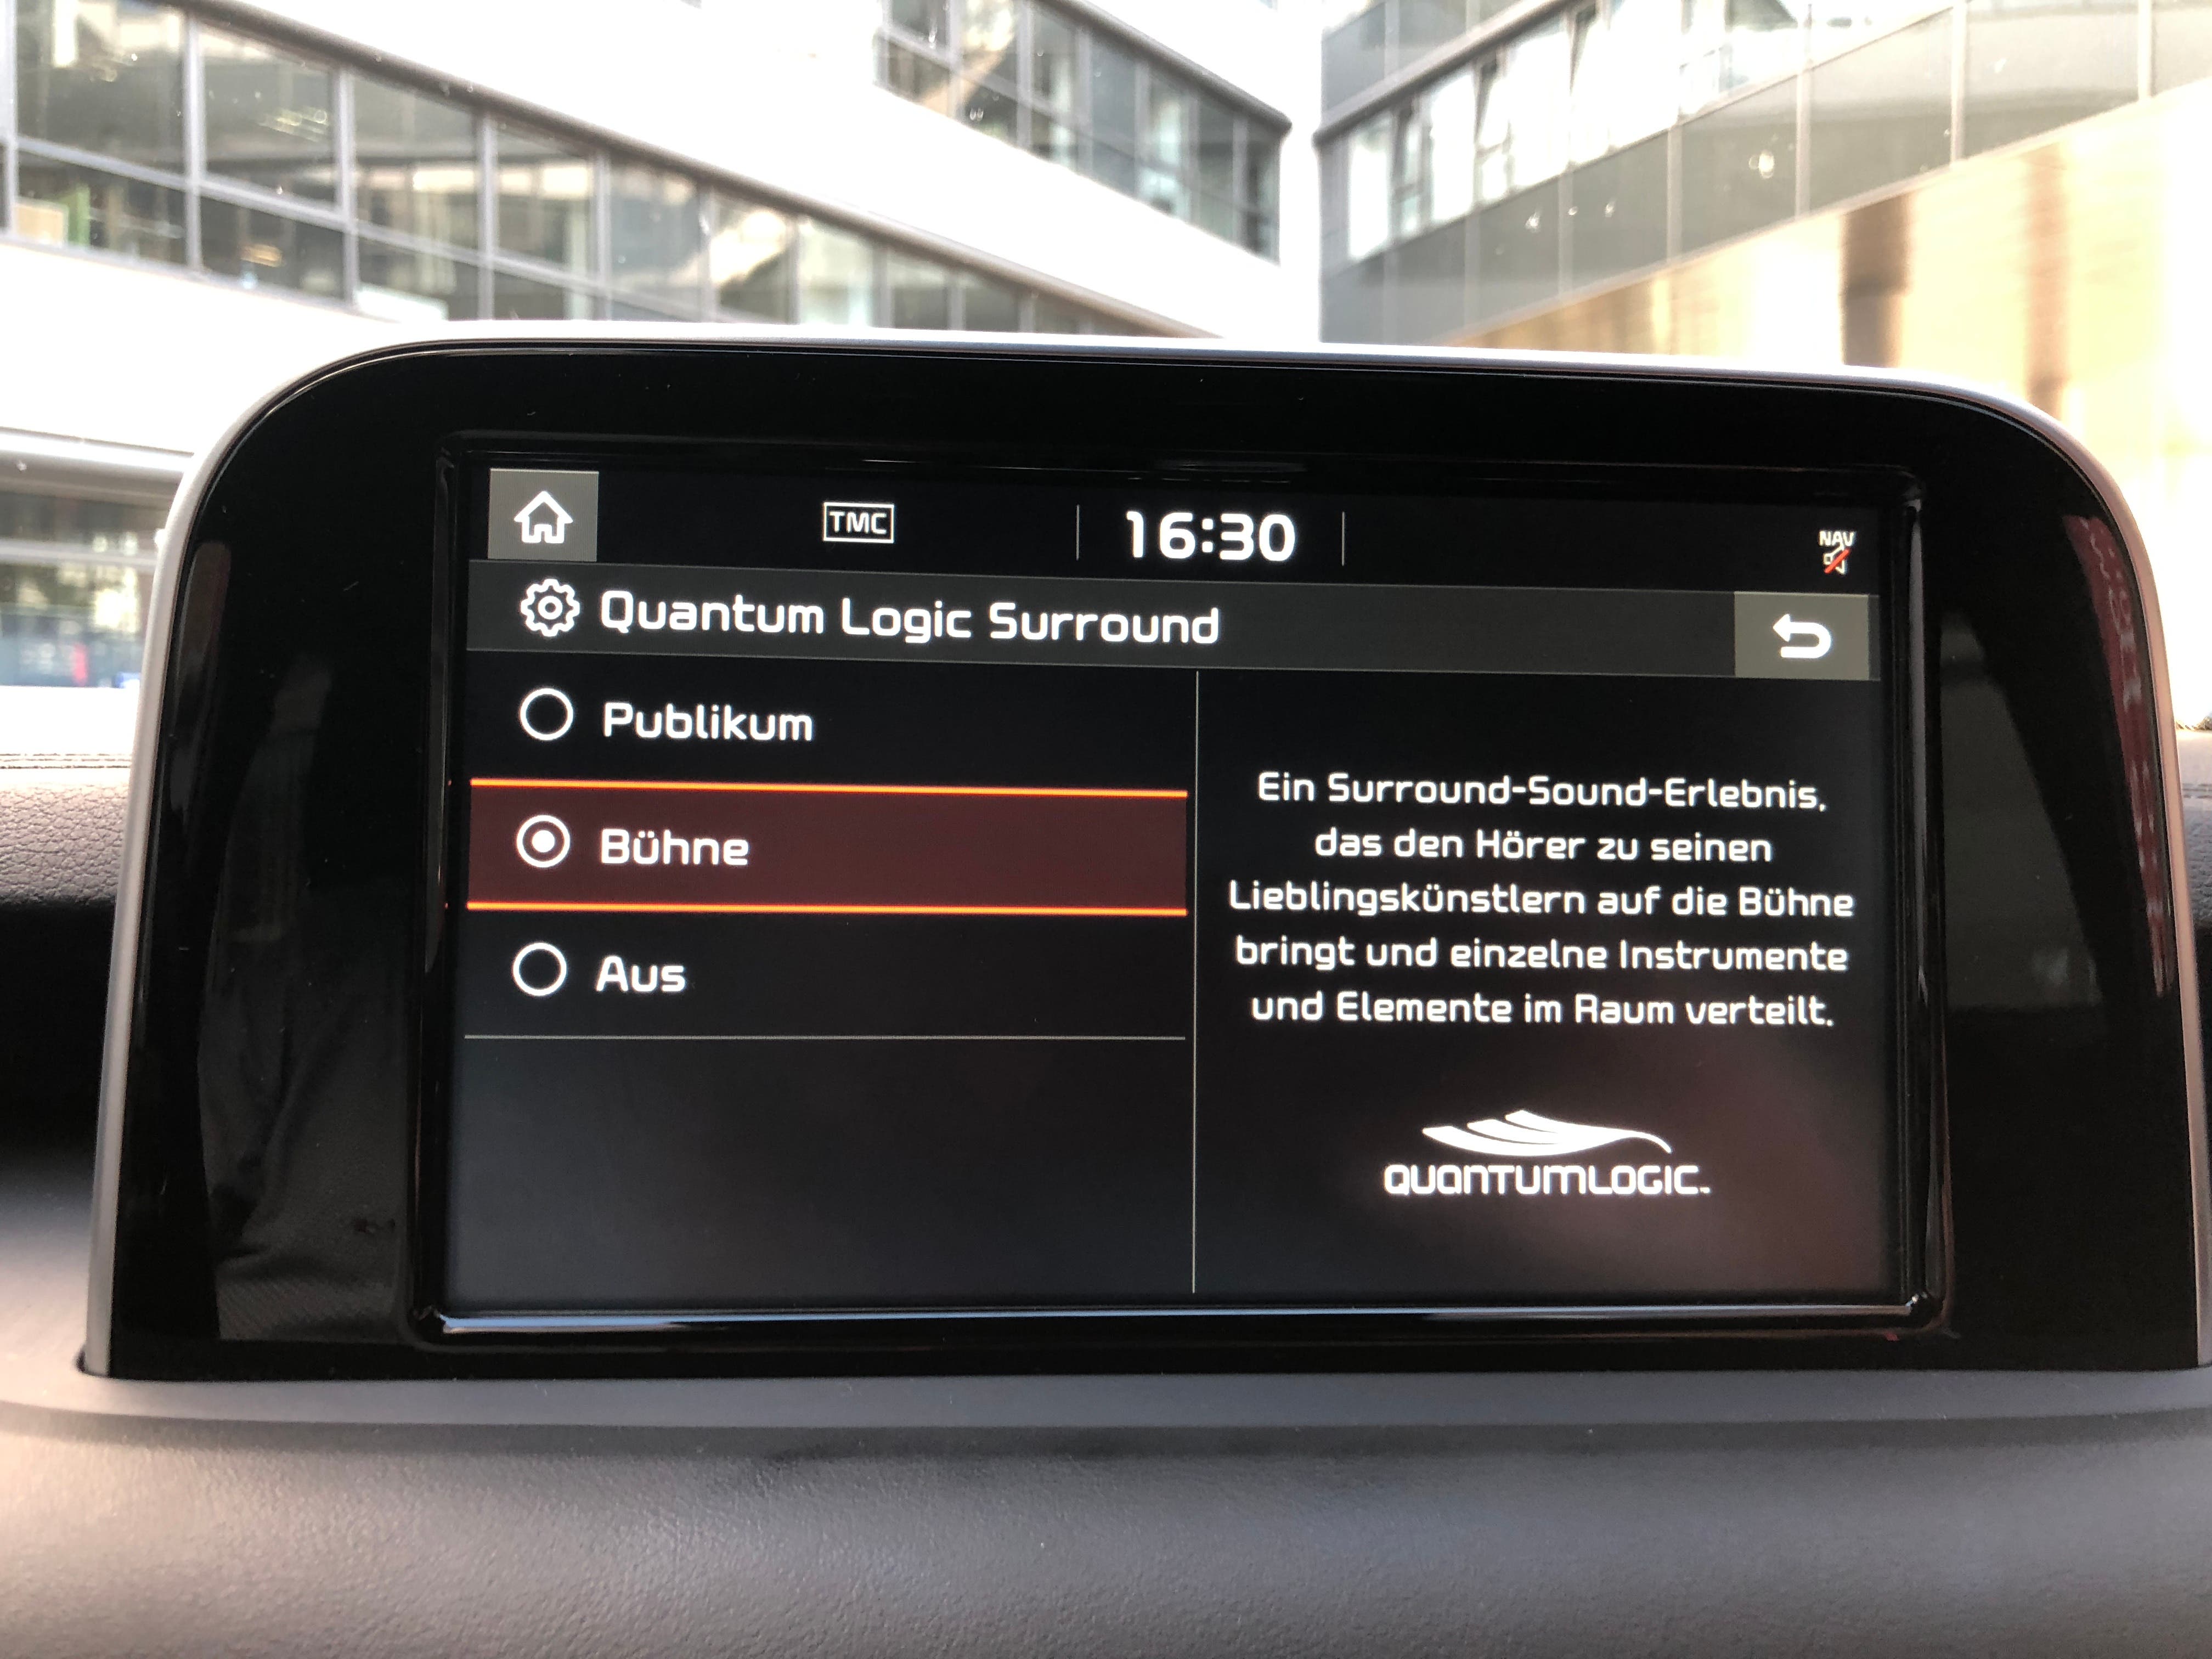 TMC
16:30
NAV
Quantum Logic Surround
Publikum
Bühne
Aus
Ein Surround-Sound-Erlebnis,
das den Hörer zu seinen
Lieblingskünstlern auf die Bühne
bringt und einzelne Instrumente
und Elemente im Raum verteilt.
QUANTUMLOGIC™